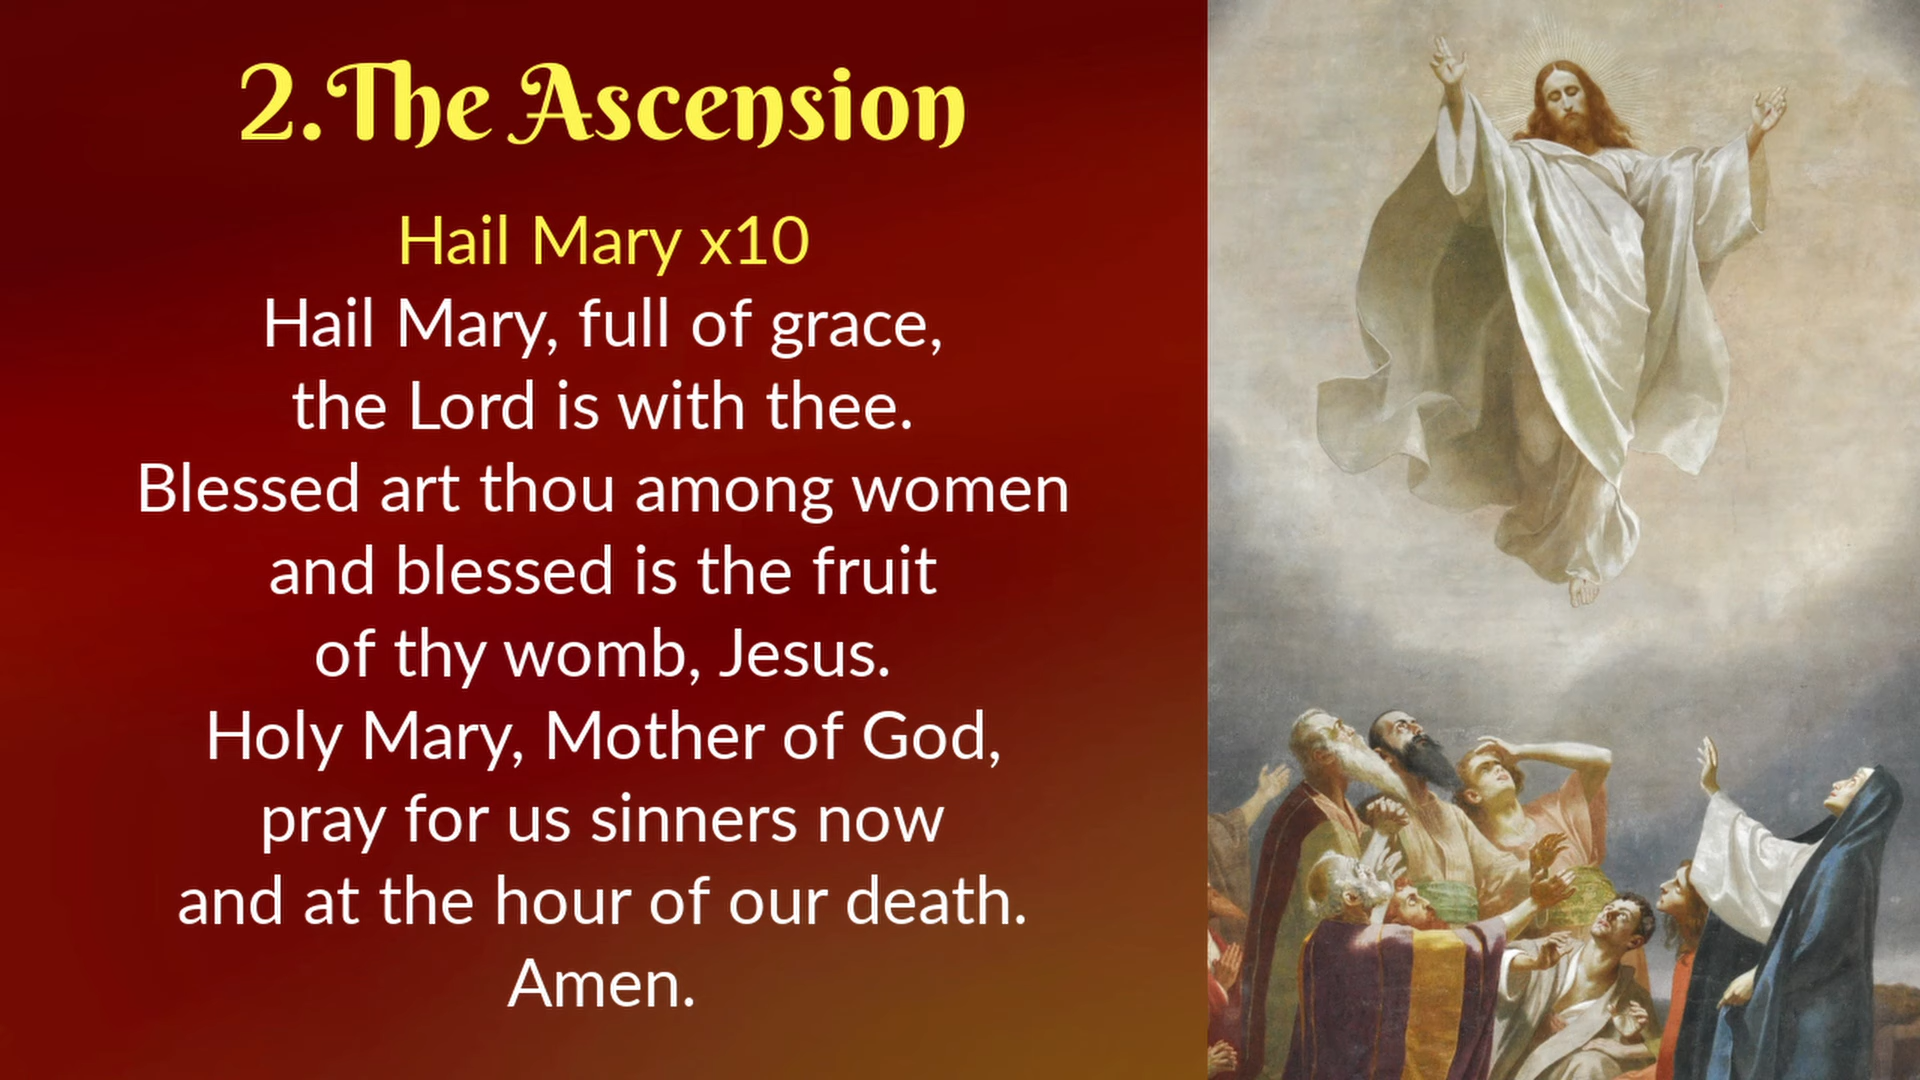 2.The Ascension
Hail Mary x10
Hail Mary, full of grace,
the Lord is with thee.
Blessed art thou among women
and blessed is the fruit
of thy womb, Jesus.
Holy Mary, Mother of God,
pray for us sinners now
and at the hour of our death.
Amen.